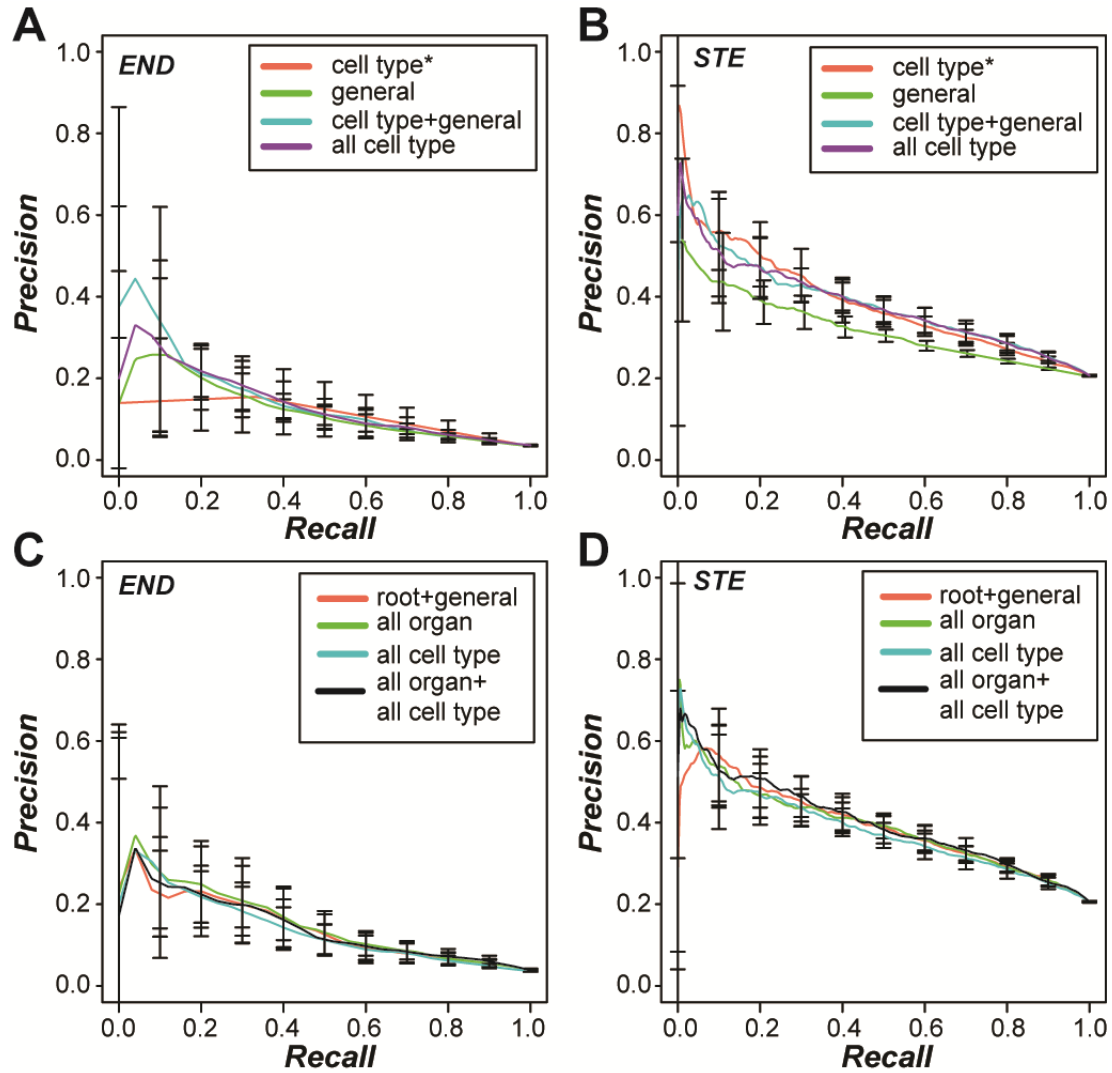 A
END
cell type*
general
cell type+general
all cell type
1.0
0.8
0.6
0.4
0.2
0.0
Precision
0.0 0.2 0.4 0.6 0.8 1.0
Recall
B
STE
cell type*
general
cell type+general
all cell type
1.0
0.8
0.6
0.4
0.2
0.0
Precision
0.0 0.2 0.4 0.6 0.8 1.0
Recall
C
END
root+general
all organ
all cell type
all organ+
all cell type
1.0
0.8
0.6
0.4
0.2
0.0
Precision
0.0 0.2 0.4 0.6 0.8 1.0
Recall
D
STE
root+general
all organ
all cell type
all organ+
all cell type
1.0
0.8
0.6
0.4
0.2
0.0
Precision
0.0 0.2 0.4 0.6 0.8 1.0
Recall